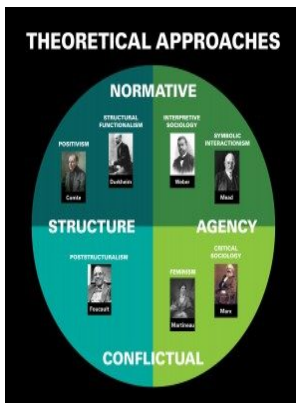 THEORETICAL APPROACHES
NORMATIVE
STRUCTURAL
FUNCTIONALISM
INTERPRETIVE
SOCIOLOGY
POSITIVISM
SYMBOLIC
INTERACTIONISM
Comte
Durkheim
Weber
Mead
STRUCTURE
AGENCY
POSTSTRUCTURALISM
FEMINISM
CRITICAL
SOCIOLOGY
Foucault
Martineau
Marx
CONFLICTUAL